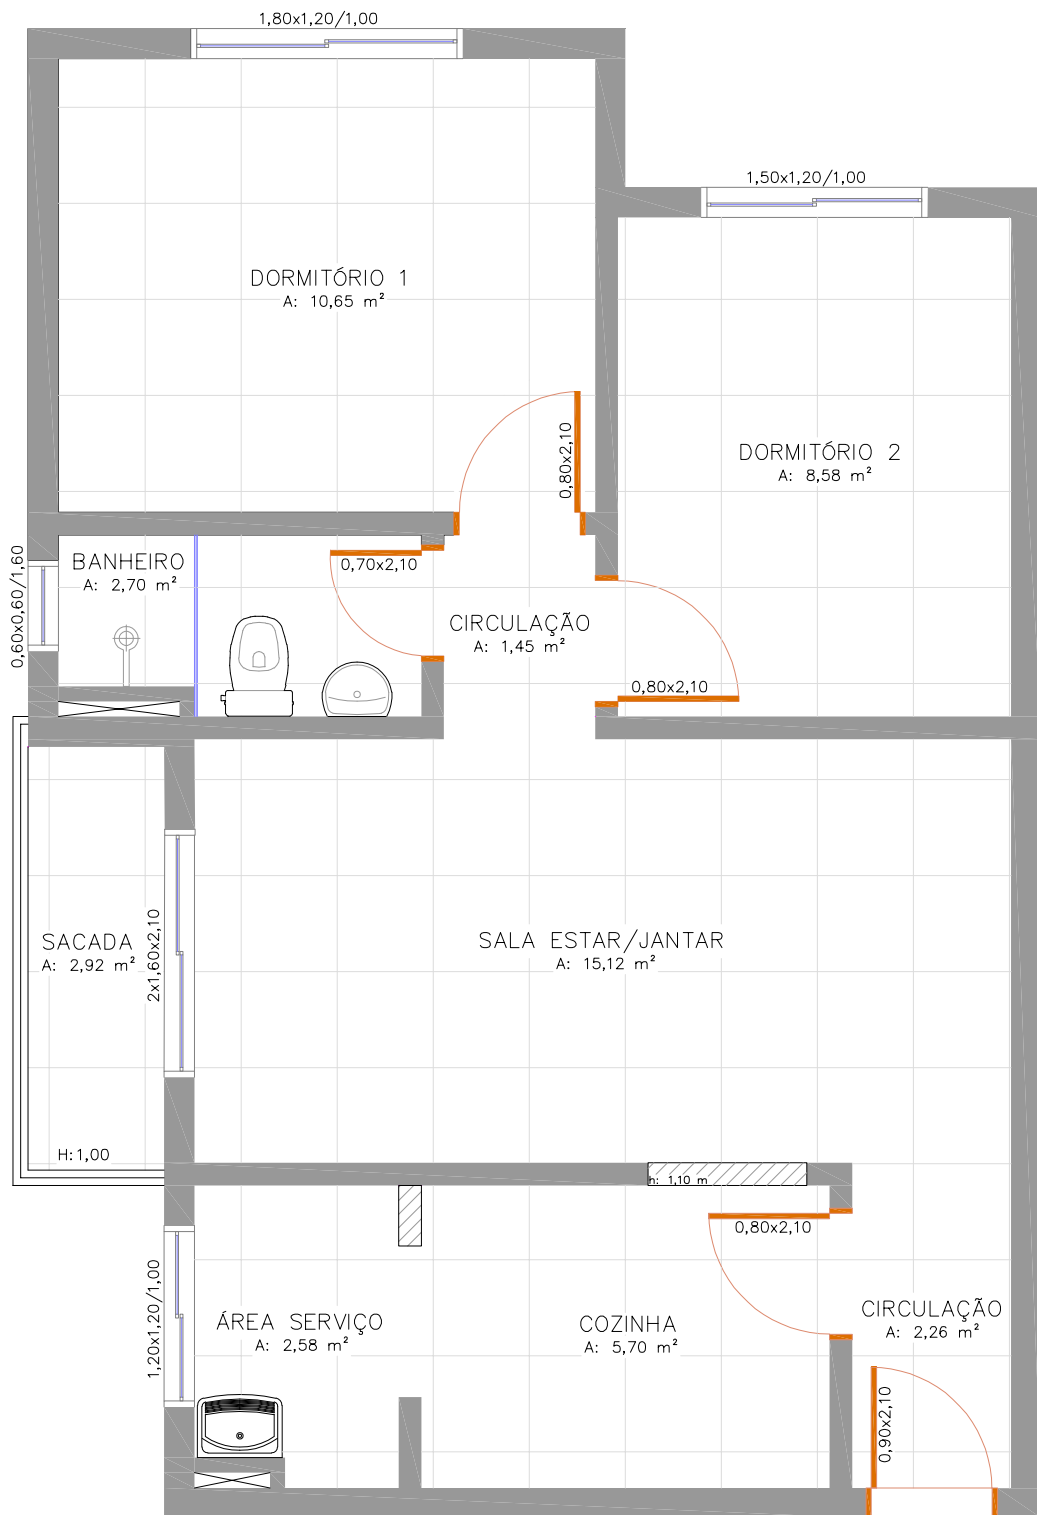 1,80x1,20/1,00
1,50x1,20/1,00
DORMITÓRIO 1
A: 10,65 m²
0,80x2,10
DORMITÓRIO 2
A: 8,58 m²
0,60x0,60/1,60
BANHEIRO
A: 2,70 m²
0,70x2,10
CIRCULAÇÃO
A: 1,45 m²
0,80x2,10
SACADA
A: 2,92 m²
2x1,60x2,10
SALA ESTAR/JANTAR
A: 15,12 m²
H:1,00
h: 1,10 m
0,80x2,10
1,20x1,20/1,00
ÁREA SERVIÇO
A: 2,58 m²
COZINHA
A: 5,70 m²
CIRCULAÇÃO
A: 2,26 m²
0,90x2,10